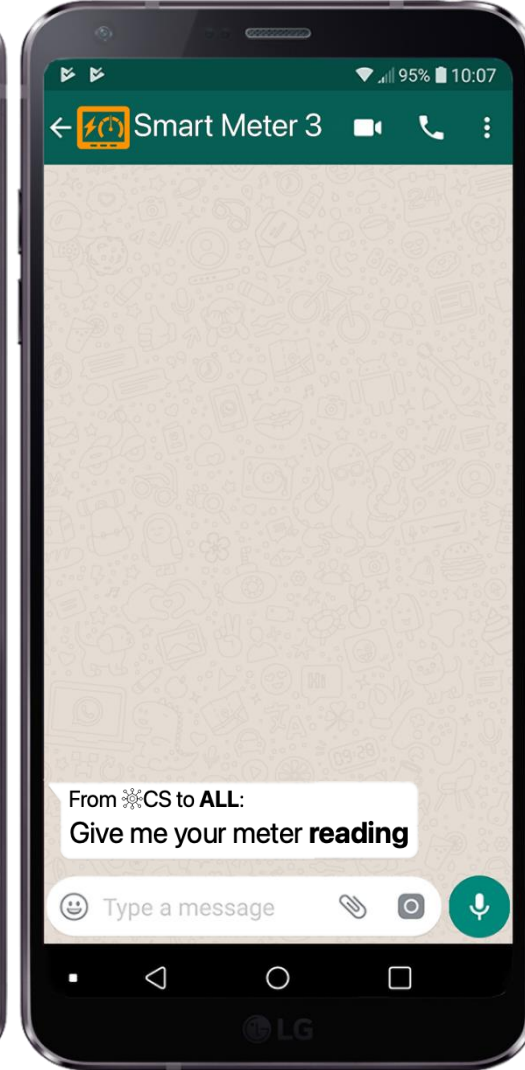 95% 10:07
Smart Meter 3
From CS to ALL:
Give me your meter reading
Type a message
LG